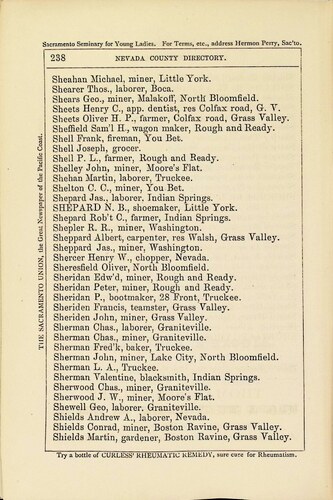 Sacramento Seminary for Young Ladies. For Terms, etc., address Hermon Perry, Sac'to.
238 NEVADA COUNTY DIRECTORY.
Sheahan Michael, miner, Little York.
Shearer Thos., laborer, Boca.
Shears Geo., miner, Malakoff, North Bloomfield.
Sheets Henry C., app. dentist, res Colfax road, G. V.
Sheets Oliver H. P., farmer, Colfax road, Grass Valley.
Sheffield Sam'l H., wagon maker, Rough and Ready.
Shell Frank, fireman, You Bet.
Shell Joseph, grocer.
Shell P. L., farmer, Rough and Ready.
Shelley John, miner, Moore's Flat.
Shehan Martin, laborer, Truckee.
Shelton C. C., miner, You Bet.
Shepard Jas., laborer, Indian Springs.
SHEPARD N. B., shoemaker, Little York.
Shepard Rob't C., farmer, Indian Springs.
Shepler R. R., miner, Washington.
Sheppard Albert, carpenter, res Walsh, Grass Valley.
Sheppard Jas., miner, Washington.
Shercer Henry W., chopper, Nevada.
Sheresfield Oliver, North Bloomfield.
Sheridan Edw'd, miner, Rough and Ready.
Sheridan Peter, miner, Rough and Ready.
Sheridan P., bootmaker, 28 Front, Truckee.
Sheriden Francis, teamster, Grass Valley.
Sheriden John, miner, Grass Valley.
Sherman Chas., laborer, Graniteville.
Sherman Chas., miner, Graniteville.
Sherman Fred'k, baker, Truckee.
Sherman John, miner, Lake City, North Bloomfield.
Sherman L. A., Truckee.
Sherman Valentine, blacksmith, Indian Springs.
Sherwood Chas., miner, Graniteville.
Sherwood J. W., miner, Moore's Flat.
Shewell Geo, laborer, Graniteville.
Shields Andrew A., laborer, Nevada.
Shields Conrad, miner, Boston Ravine, Grass Valley.
Shields Martin, gardener, Boston Ravine, Grass Valley.
Try a bottle of CURLESS' RHEUMATIC REMEDY, sure cure for Rheumatism.
THE SACRAMENTO UNION, the Great Newspaper of the Pacific Coast.